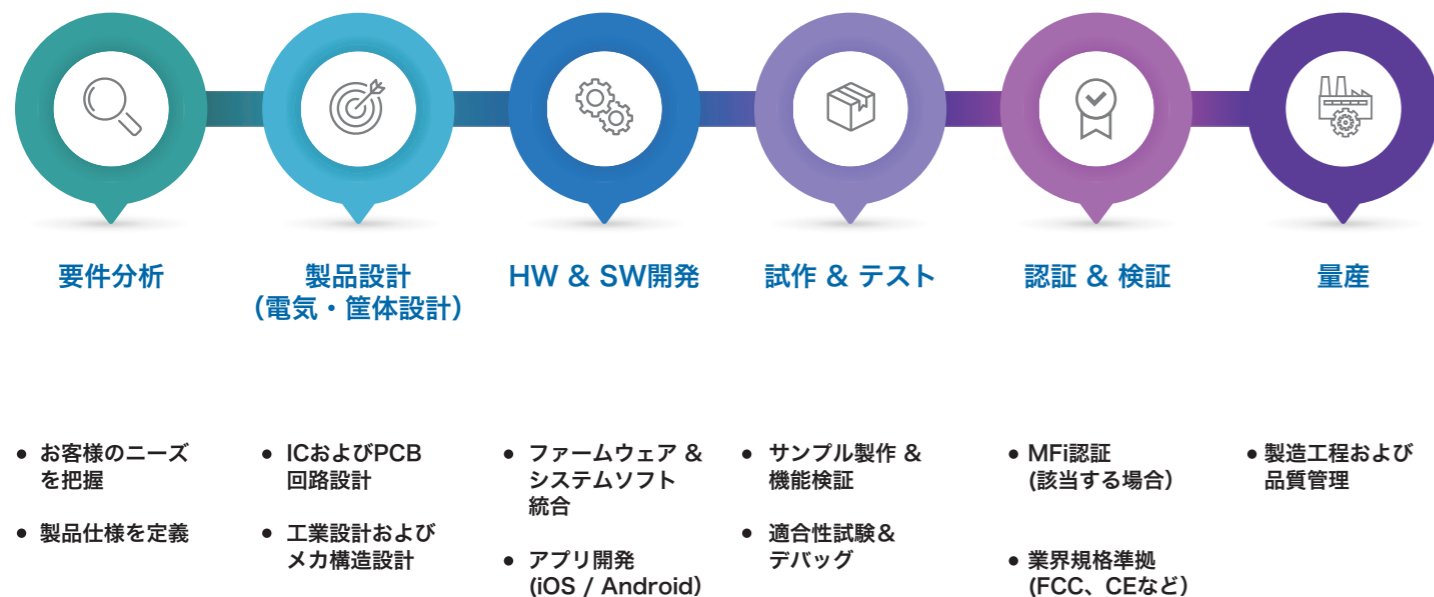 要件分析
製品設計
（電気・筐体設計）
HW & SW開発
試作 & テスト
認証 & 検証
量産
● お客様のニーズ
を把握
● 製品仕様を定義
● ICおよびPCB
回路設計
● 工業設計および
メカ構造設計
● ファームウェア &
システムソフト
統合
● アプリ開発
(iOS / Android)
● サンプル製作 &
機能検証
● 適合性試験&
デバッグ
● MFi認証
(該当する場合)
● 業界規格準拠
(FCC、CEなど)
● 製造工程および
品質管理